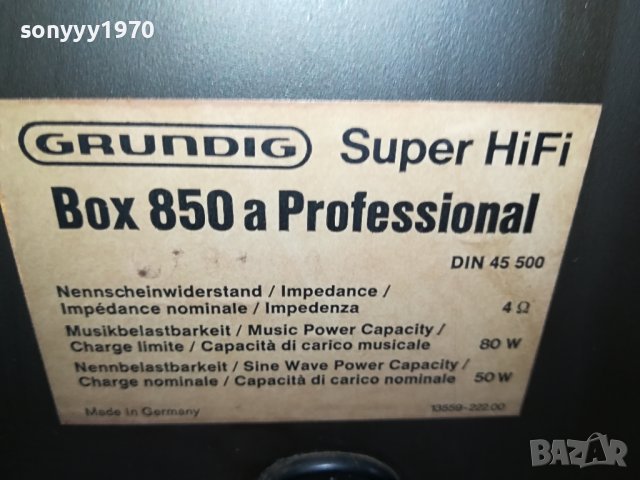 sonyyy1970
GRUNDIG Super HiFi
Box 850 a Professional
DIN 45 500
Nennscheinwiderstand / Impedance /
Impédance nominale / Impedenza 4 Ω
Musikbelastbarkeit / Music Power Capacity /
Charge limite / Capacità di carico musicale 80 W
Nennbelastbarkeit / Sine Wave Power Capacity /
Charge nominale / Capacità di carico nominale 50 W
Made in Germany 13559-222.00
BAZAR